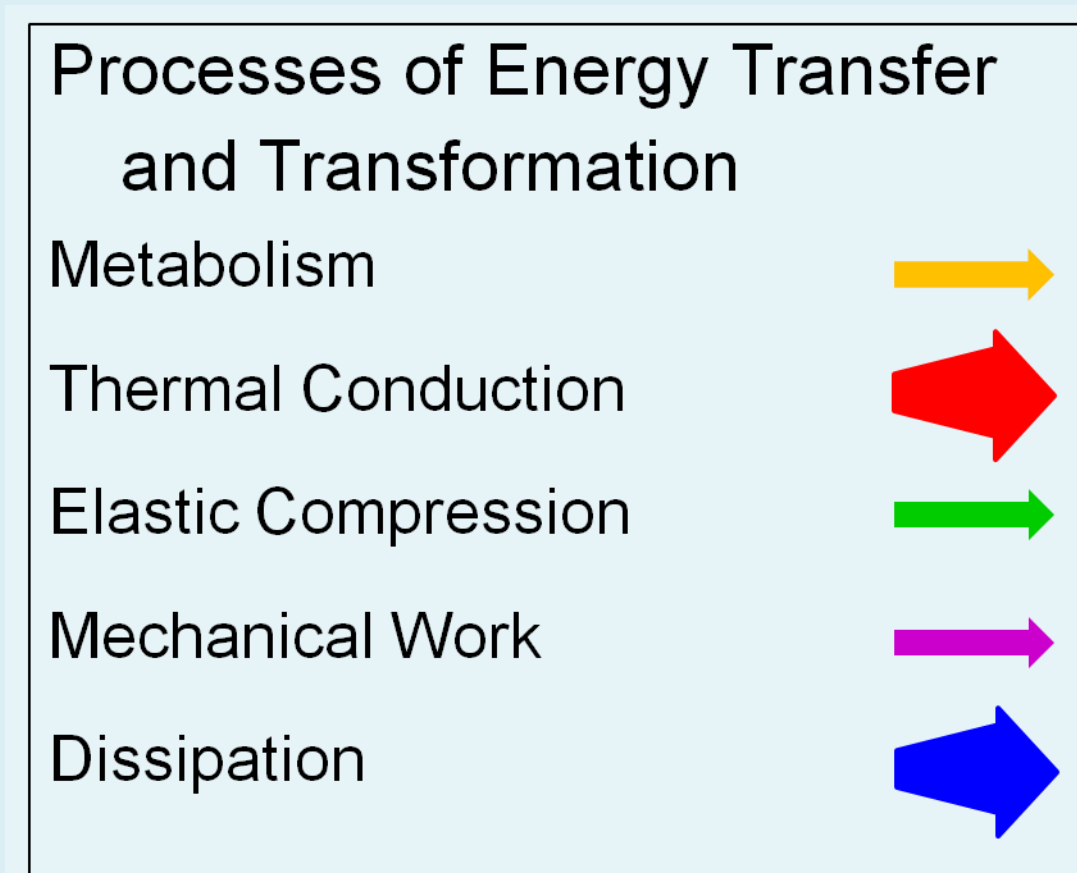 Processes of Energy Transfer
and Transformation
Metabolism
Thermal Conduction
Elastic Compression
Mechanical Work
Dissipation